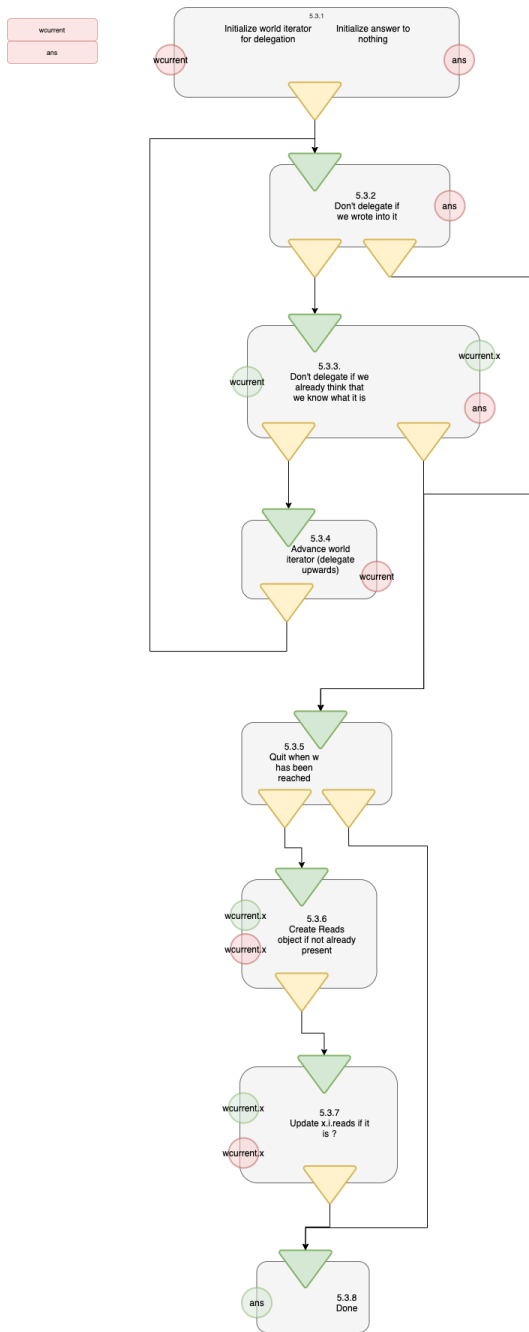 wcurrent
ans
5.3.1
Initialize world iterator
for delegation
Initialize answer to
nothing
wcurrent
ans
5.3.2
Don't delegate if
we wrote into it
ans
5.3.3.
Don't delegate if we
already think that
we know what it is
wcurrent
wcurrent.x
ans
5.3.4
Advance world
iterator (delegate
upwards)
wcurrent
5.3.5
Quit when w
has been
reached
5.3.6
Create Reads
object if not already
present
wcurrent.x
wcurrent.x
5.3.7
Update x.i.reads if it
is ?
wcurrent.x
wcurrent.x
5.3.8
Done
ans